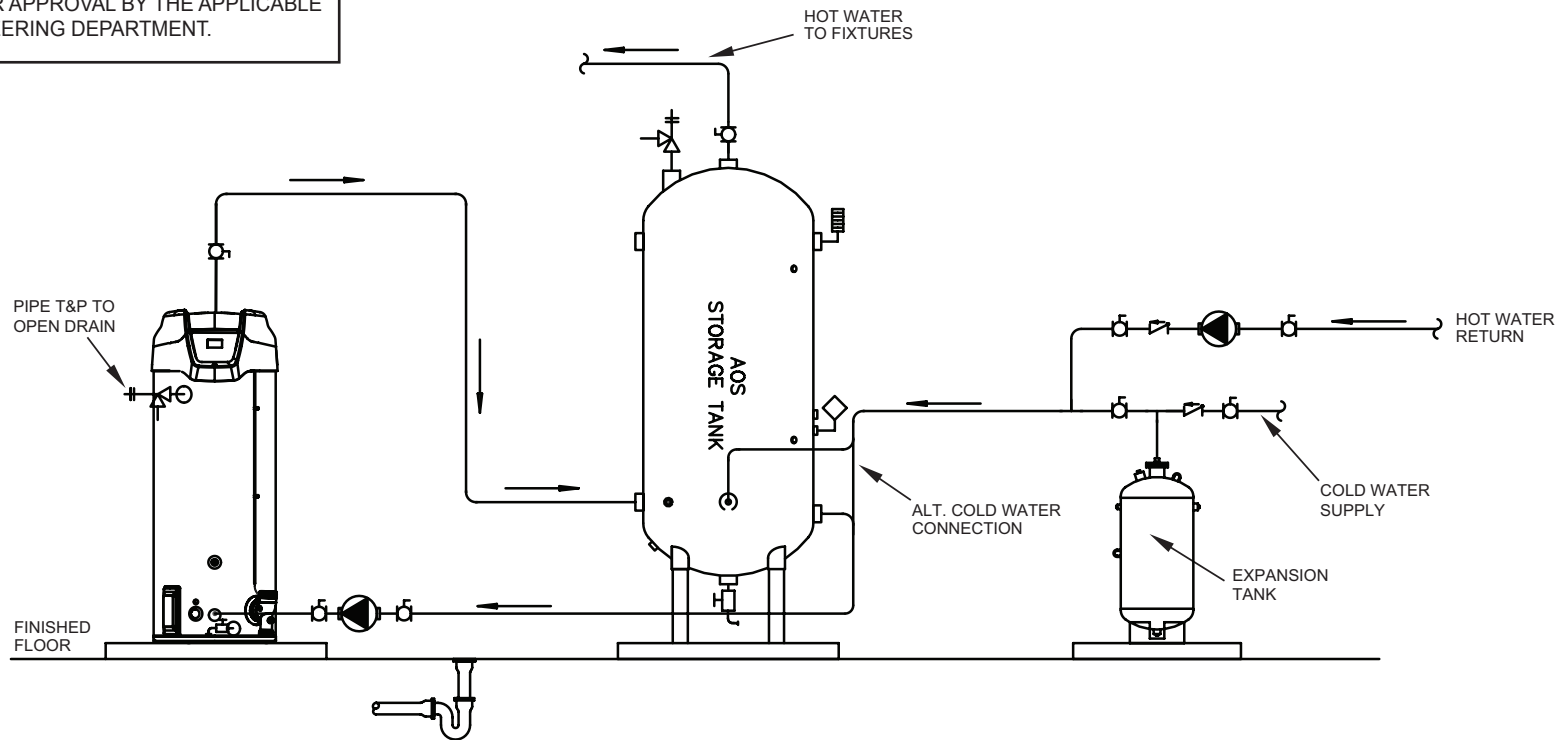 APPROVAL BY THE APPLICABLE
DEPARTMENT.
HOT WATER
TO FIXTURES
PIPE T&P TO
OPEN DRAIN
AOS
STORAGE TANK
HOT WATER
RETURN
ALT. COLD WATER
CONNECTION
COLD WATER
SUPPLY
EXPANSION
TANK
FINISHED
FLOOR